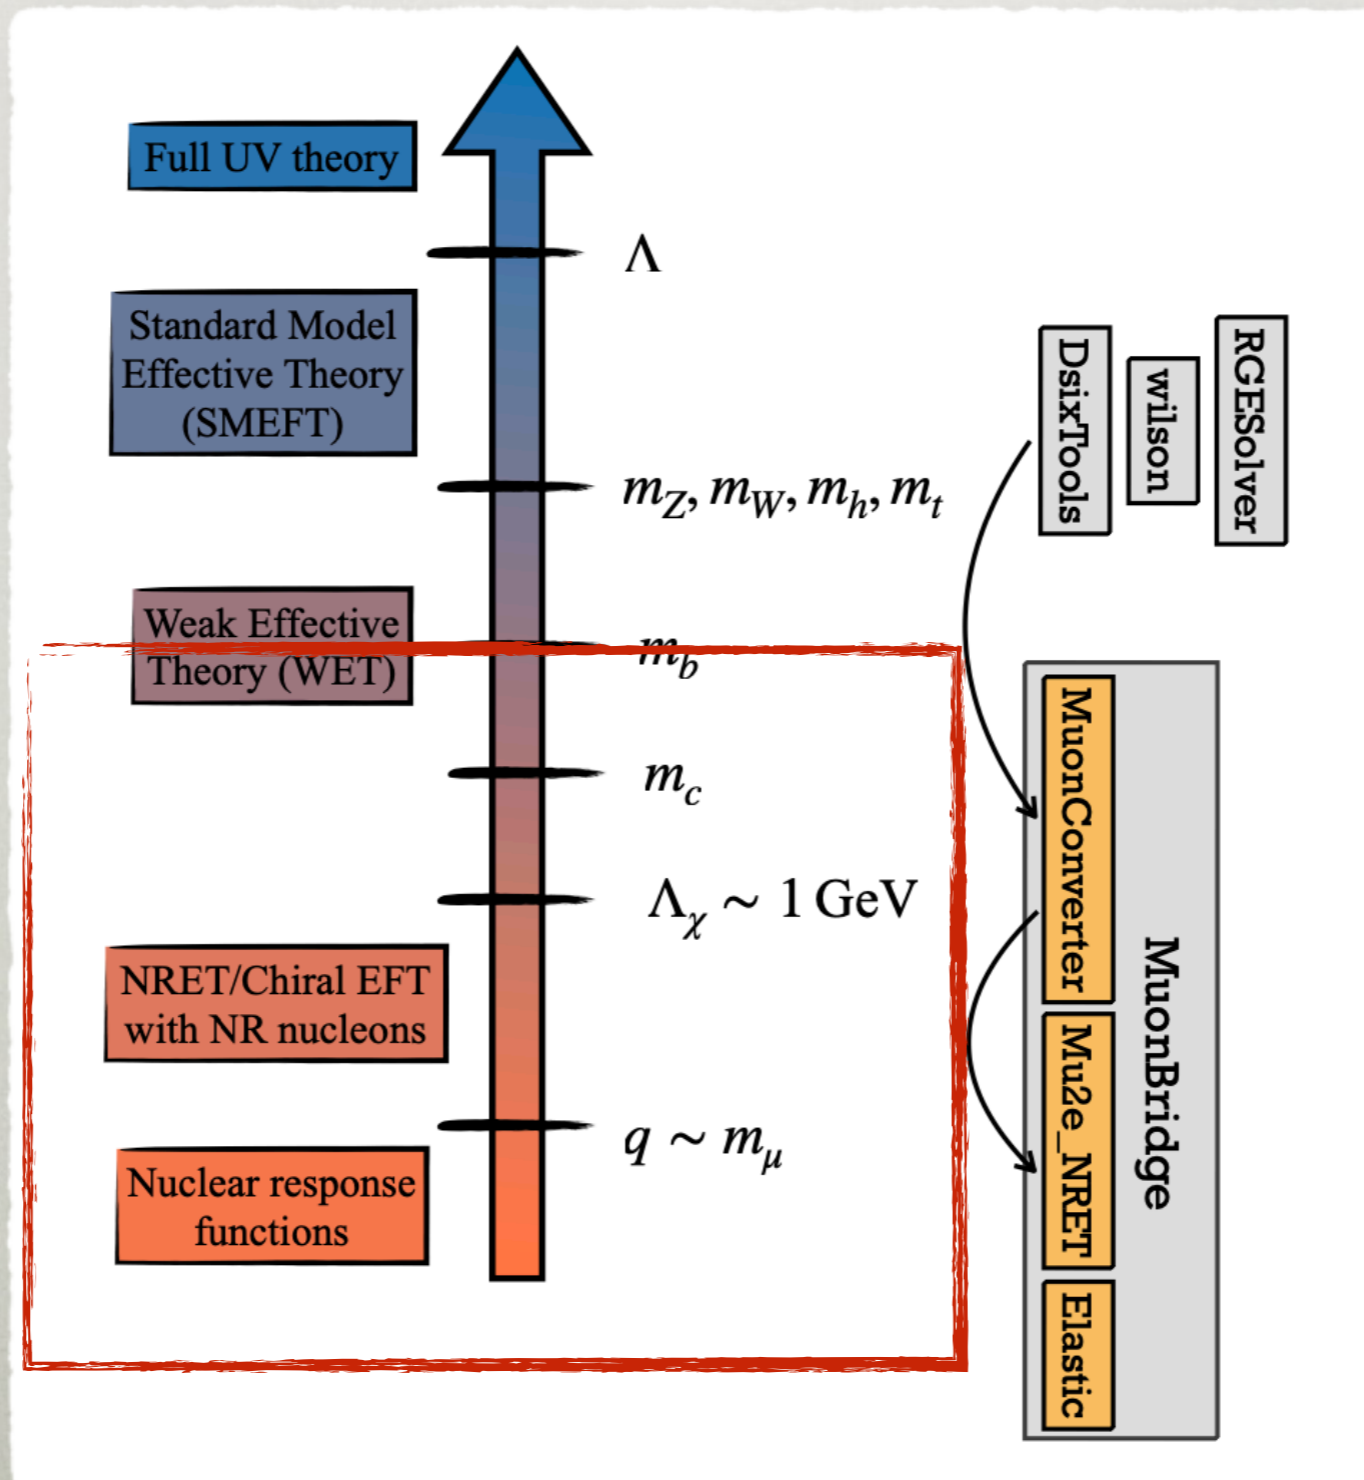 Full UV theory
Λ
Standard Model
Effective Theory
(SMEFT)
m_Z, m_W, m_h, m_t
Weak Effective
Theory (WET)
m_b
m_c
Λ_χ ∼ 1 GeV
NRET/Chiral EFT
with NR nucleons
q ∼ m_μ
Nuclear response
functions
DsixTools
wilson
RGESolver
MuonConverter
Mu2e_NRET
Elastic
MuonBridge